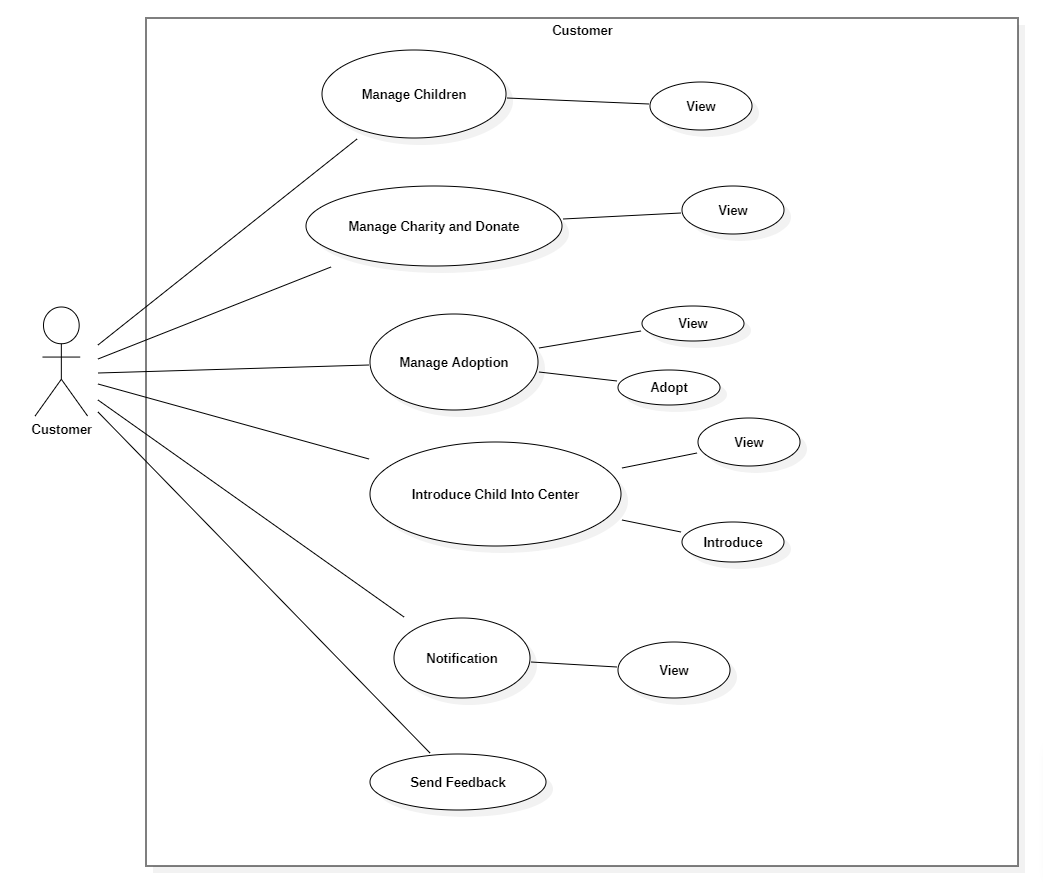 Customer
Manage Children
View
Manage Charity and Donate
View
Manage Adoption
View
Adopt
Customer
Introduce Child Into Center
View
Introduce
Notification
View
Send Feedback